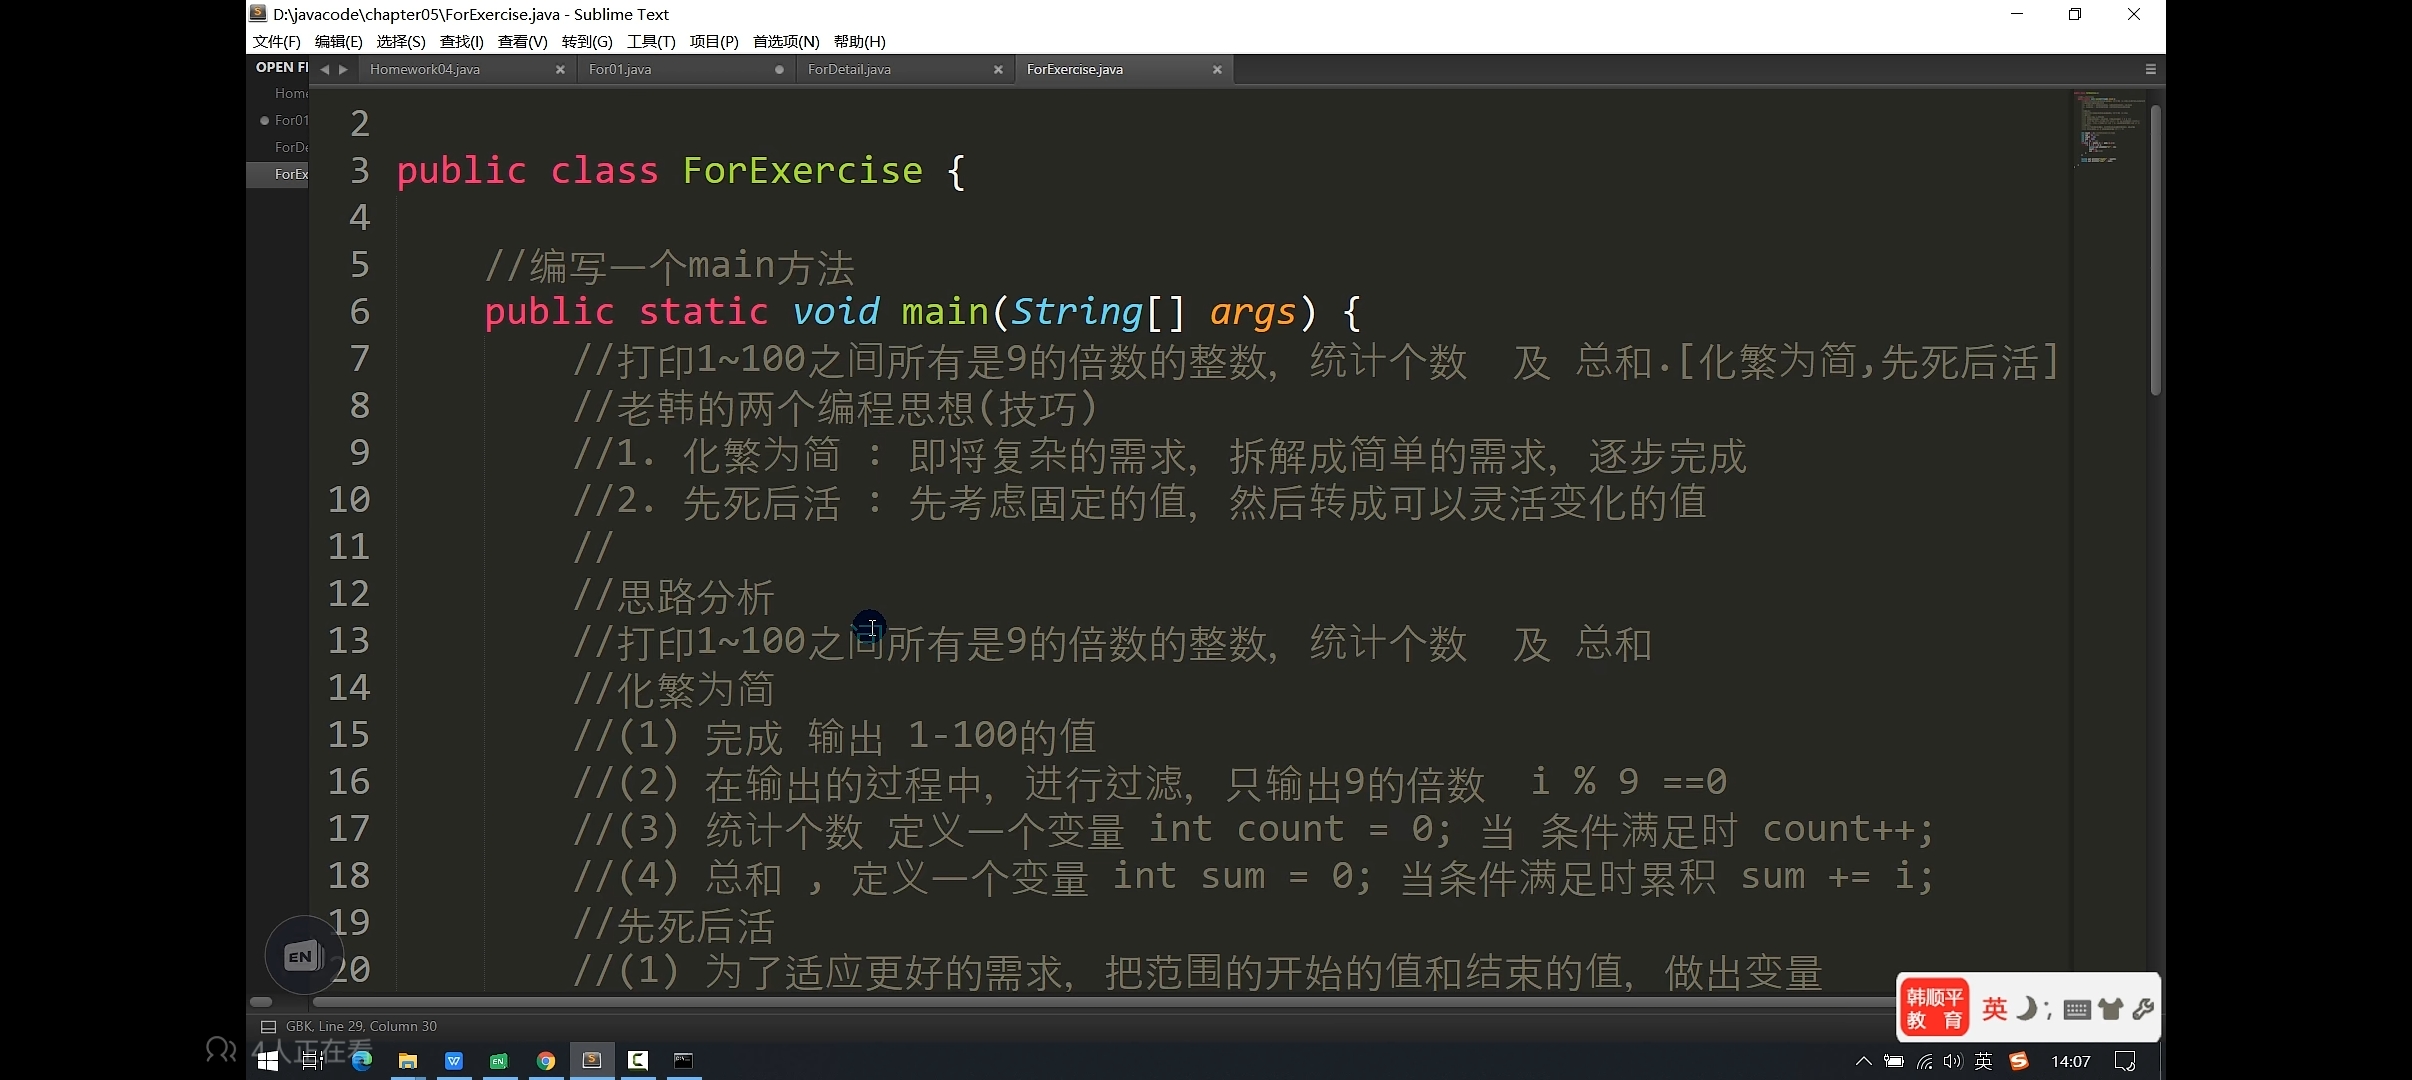 D:\javacode\chapter05\ForExercise.java - Sublime Text
文件(F) 编辑(E) 选择(S) 查找(I) 查看(V) 转到(G) 工具(T) 项目(P) 首选项(N) 帮助(H)
OPEN FI
Homework04.java For01.java ForDetail.java ForExercise.java
Home
For01
ForDe
ForEx
2
3 public class ForExercise {
4
5 //编写一个main方法
6 public static void main(String[] args) {
7 //打印1~100之间所有是9的倍数的整数, 统计个数 及 总和.[化繁为简,先死后活]
8 //老韩的两个编程思想(技巧)
9 //1. 化繁为简 : 即将复杂的需求, 拆解成简单的需求, 逐步完成
10 //2. 先死后活 : 先考虑固定的值, 然后转成可以灵活变化的值
11 //
12 //思路分析
13 //打印1~100之间所有是9的倍数的整数, 统计个数 及 总和
14 //化繁为简
15 //(1) 完成 输出 1-100的值
16 //(2) 在输出的过程中, 进行过滤, 只输出9的倍数 i % 9 ==0
17 //(3) 统计个数 定义一个变量 int count = 0; 当 条件满足时 count++;
18 //(4) 总和 , 定义一个变量 int sum = 0; 当条件满足时累积 sum += i;
19 //先死后活
20 //(1) 为了适应更好的需求, 把范围的开始的值和结束的值, 做出变量
EN
韩顺平
教 育
英
GBK, Line 29, Column 30
4人正在看
英
14:07